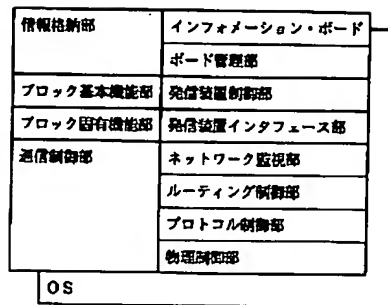 情報格納部
インフォメーション・ボード
ボード管理部
ブロック基本機能部
発信装置制御部
ブロック固有機能部
発信装置インタフェース部
通信制御部
ネットワーク監視部
ルーティング制御部
プロトコル制御部
物理制御部
OS